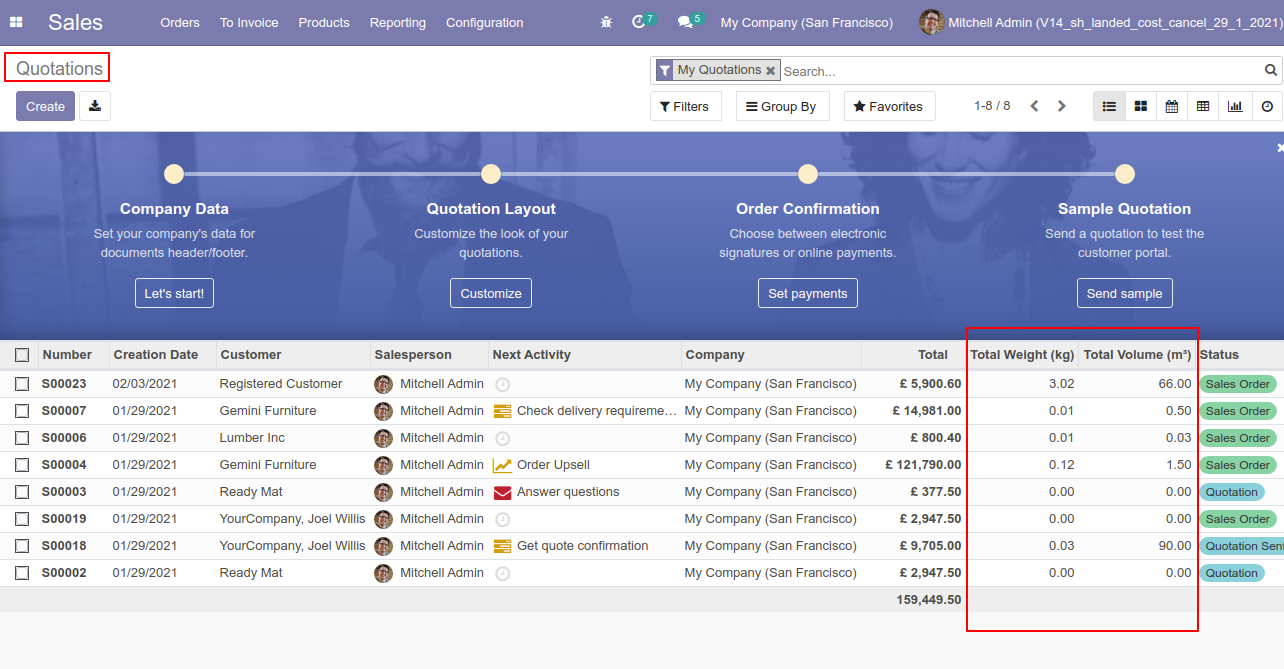 Sales Orders To Invoice Products Reporting Configuration 7 5 My Company (San Francisco) Mitchell Admin (V14_sh_landed_cost_cancel_29_1_2021)
Quotations My Quotations Search...
Create Filters Group By Favorites 1-8 / 8
Company Data Quotation Layout Order Confirmation Sample Quotation
Set your company's data for Customize the look of your Choose between electronic Send a quotation to test the
documents header/footer. quotations. signatures or online payments. customer portal.
Let's start! Customize Set payments Send sample
Number Creation Date Customer Salesperson Next Activity Company Total Total Weight (kg) Total Volume (m³) Status
S00023 02/03/2021 Registered Customer Mitchell Admin My Company (San Francisco) £ 5,900.60 3.02 66.00 Sales Order
S00007 01/29/2021 Gemini Furniture Mitchell Admin Check delivery requireme... My Company (San Francisco) £ 14,981.00 0.01 0.50 Sales Order
S00006 01/29/2021 Lumber Inc Mitchell Admin My Company (San Francisco) £ 800.40 0.01 0.03 Sales Order
S00004 01/29/2021 Gemini Furniture Mitchell Admin Order Upsell My Company (San Francisco) £ 121,790.00 0.12 1.50 Sales Order
S00003 01/29/2021 Ready Mat Mitchell Admin Answer questions My Company (San Francisco) £ 377.50 0.00 0.00 Quotation
S00019 01/29/2021 YourCompany, Joel Willis Mitchell Admin My Company (San Francisco) £ 2,947.50 0.00 0.00 Sales Order
S00018 01/29/2021 YourCompany, Joel Willis Mitchell Admin Get quote confirmation My Company (San Francisco) £ 9,705.00 0.03 90.00 Quotation Sent
S00002 01/29/2021 Ready Mat Mitchell Admin My Company (San Francisco) £ 2,947.50 0.00 0.00 Quotation
159,449.50